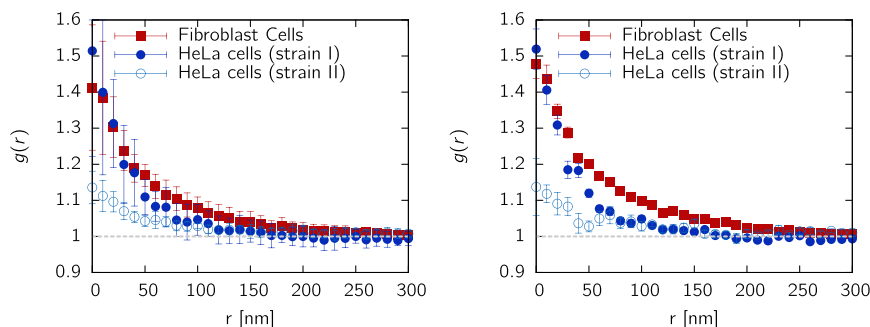 1.6
1.5
1.4
1.3
1.2
1.1
1
0.9
g(r)
Fibroblast Cells
HeLa cells (strain I)
HeLa cells (strain II)
0 50 100 150 200 250 300
r [nm]
1.6
1.5
1.4
1.3
1.2
1.1
1
0.9
g(r)
Fibroblast Cells
HeLa cells (strain I)
HeLa cells (strain II)
0 50 100 150 200 250 300
r [nm]